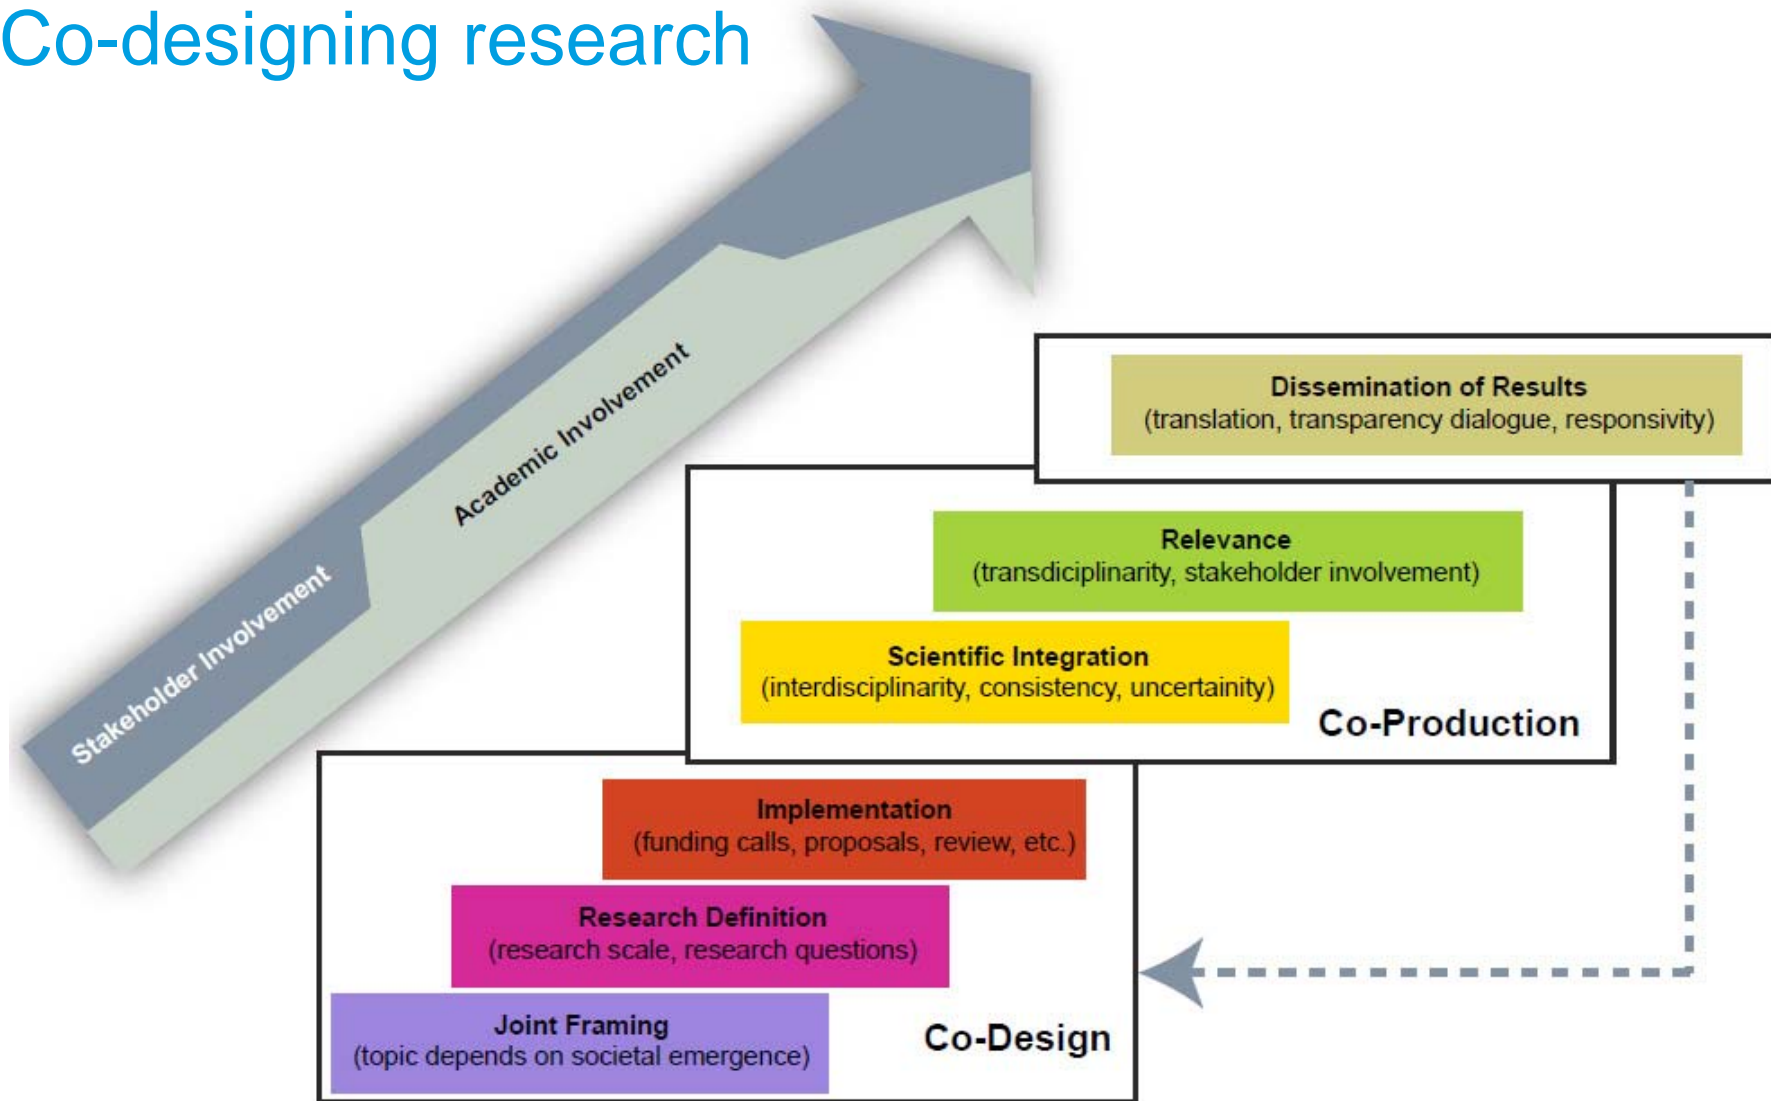 Co-designing research
Stakeholder Involvement
Academic Involvement
Dissemination of Results
(translation, transparency dialogue, responsivity)
Relevance
(transdiciplinarity, stakeholder involvement)
Scientific Integration
(interdisciplinarity, consistency, uncertainity)
Co-Production
Implementation
(funding calls, proposals, review, etc.)
Research Definition
(research scale, research questions)
Joint Framing
(topic depends on societal emergence)
Co-Design